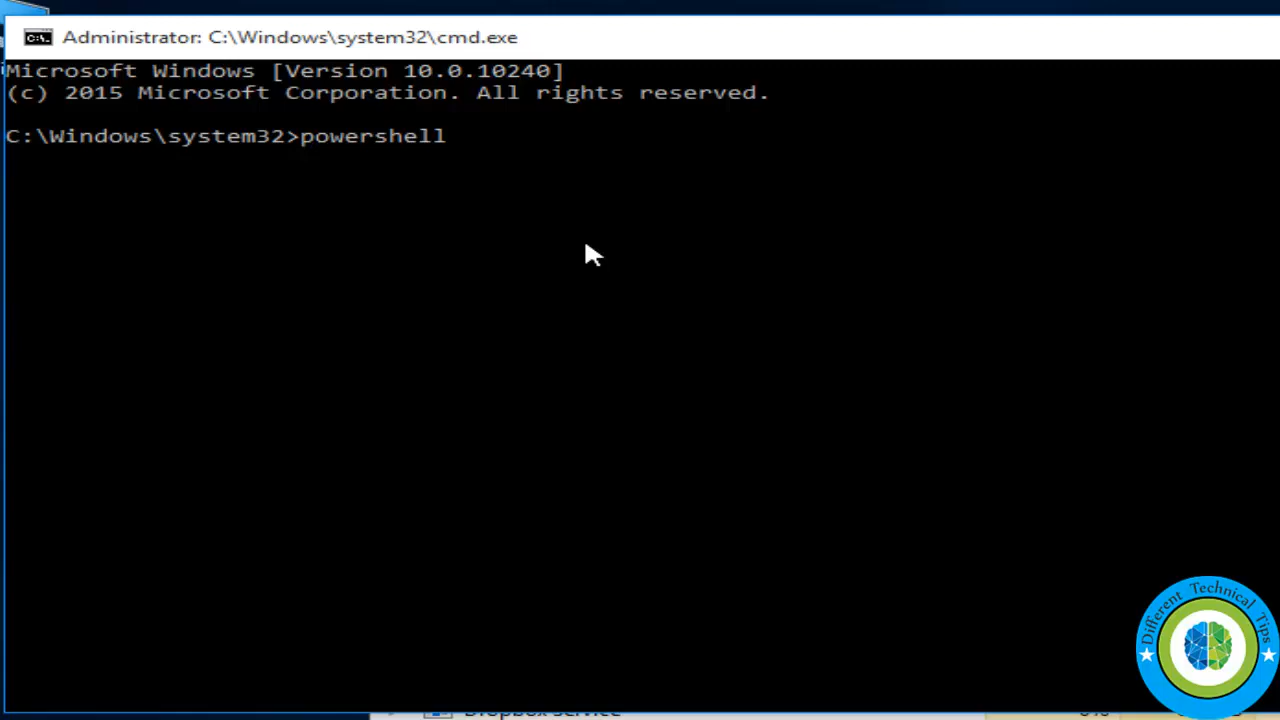 Administrator: C:\Windows\system32\cmd.exe
Microsoft Windows [Version 10.0.10240]
(c) 2015 Microsoft Corporation. All rights reserved.
C:\Windows\system32>powershell
Different Technical Tips
Dropbox Service